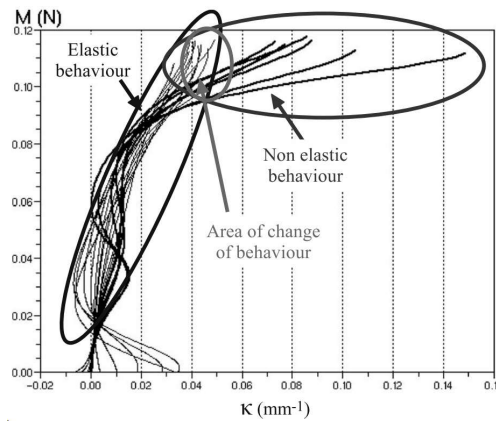 M (N)
0.12
0.10
0.08
0.06
0.04
0.02
0.00
Elastic
behaviour
Non elastic
behaviour
Area of change
of behaviour
−0.02
0.00
0.02
0.04
0.06
0.08
0.10
0.12
0.14
0.1
κ (mm-1)